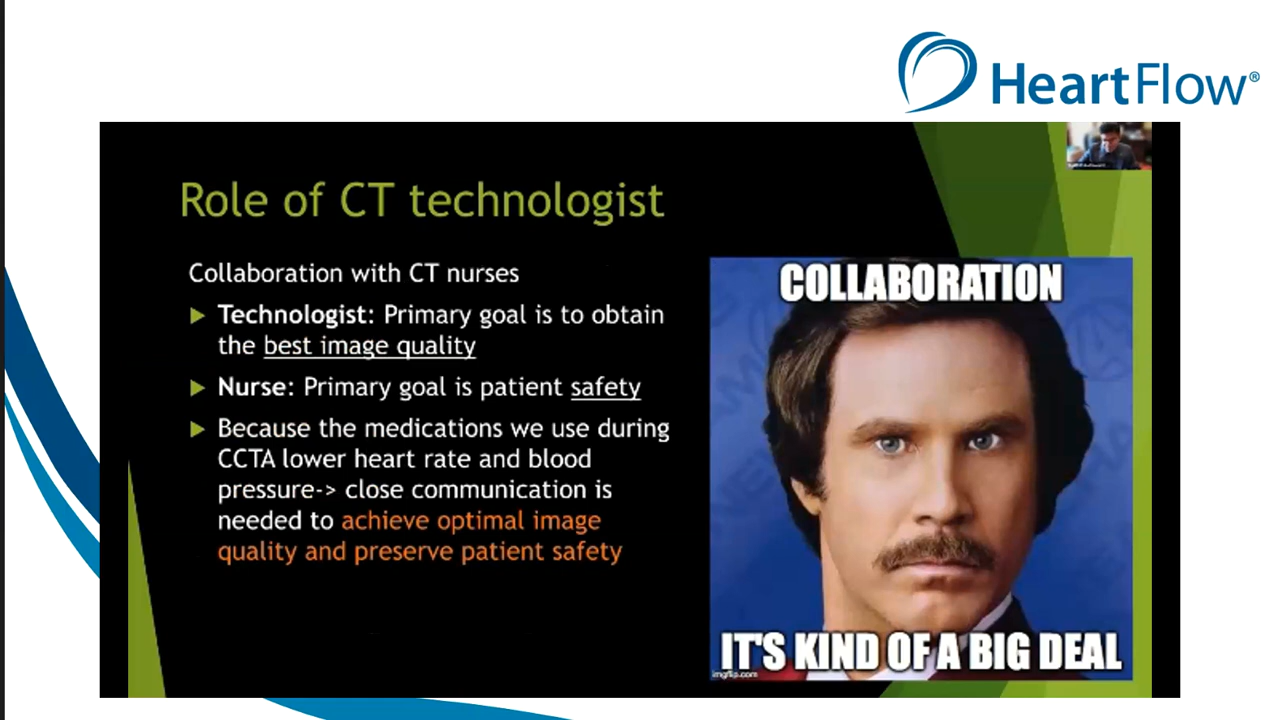 HeartFlow®
Role of CT technologist
Collaboration with CT nurses
Technologist: Primary goal is to obtain
the best image quality
Nurse: Primary goal is patient safety
Because the medications we use during
CCTA lower heart rate and blood
pressure-> close communication is
needed to achieve optimal image
quality and preserve patient safety
COLLABORATION
IT'S KIND OF A BIG DEAL
imgflip.com